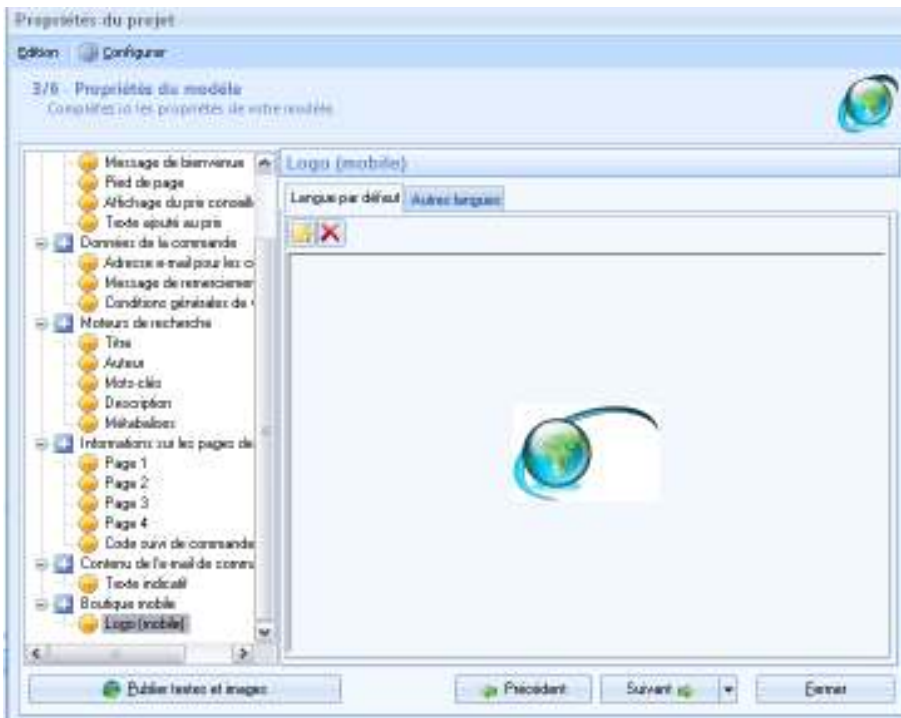 Propriétés du projet
Edition Configurer
3/6 - Propriétés du modèle
Complétez ici les propriétés de votre modèle.
Message de bienvenue
Pied de page
Affichage du prix conseill
Texte ajouté au prix
Données de la commande
Adresse e-mail pour les c
Message de remerciemen
Conditions générales de
Moteurs de recherche
Titre
Auteur
Mots-clés
Description
Métabalises
Informations sur les pages de
Page 1
Page 2
Page 3
Page 4
Code suivi de commande
Contenu de l'e-mail de comm
Texte indicatif
Boutique mobile
Logo (mobile)
Logo (mobile)
Langue par défaut Autres langues
Publier textes et images
Précédent Suivant Fermer